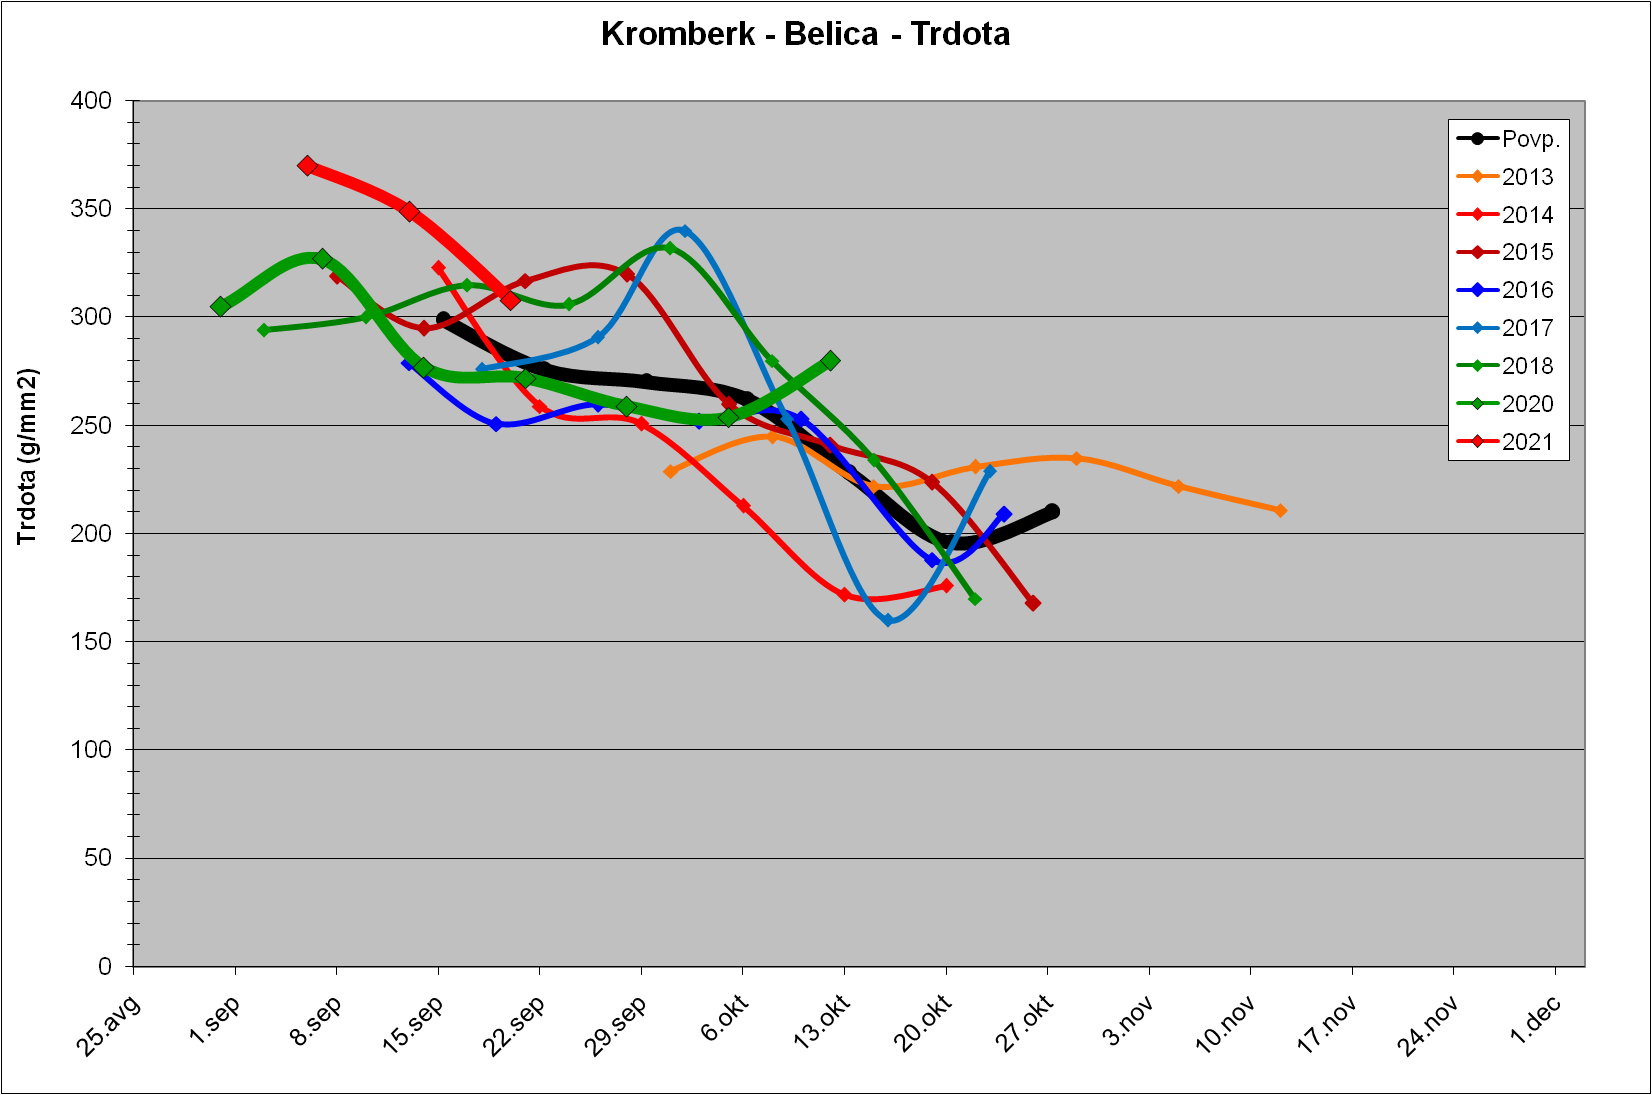 Kromberk - Belica - Trdota
Trdota (g/mm2)
400
350
300
250
200
150
100
50
0
25.avg
1.sep
8.sep
15.sep
22.sep
29.sep
6.okt
13.okt
20.okt
27.okt
3.nov
10.nov
17.nov
24.nov
1.dec
Povp.
2013
2014
2015
2016
2017
2018
2020
2021